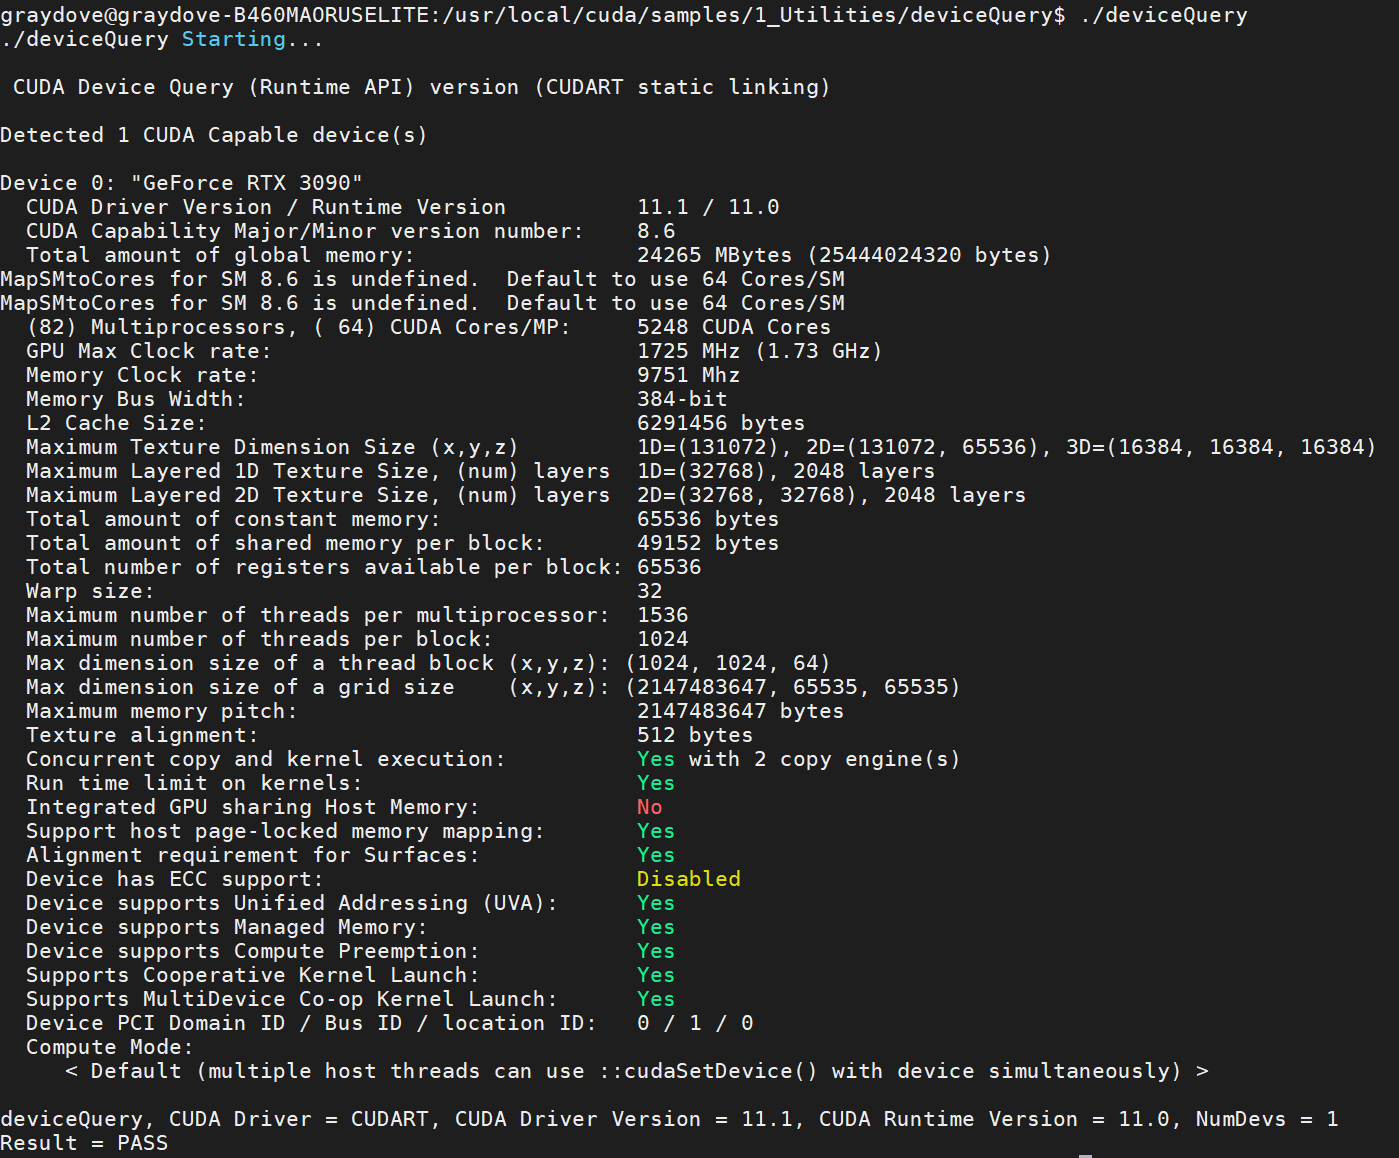 graydove@graydove-B460MAORUSELITE:/usr/local/cuda/samples/1_Utilities/deviceQuery$ ./deviceQuery
./deviceQuery Starting...

 CUDA Device Query (Runtime API) version (CUDART static linking)

Detected 1 CUDA Capable device(s)

Device 0: "GeForce RTX 3090"
  CUDA Driver Version / Runtime Version          11.1 / 11.0
  CUDA Capability Major/Minor version number:    8.6
  Total amount of global memory:                 24265 MBytes (25444024320 bytes)
MapSMtoCores for SM 8.6 is undefined.  Default to use 64 Cores/SM
MapSMtoCores for SM 8.6 is undefined.  Default to use 64 Cores/SM
  (82) Multiprocessors, ( 64) CUDA Cores/MP:     5248 CUDA Cores
  GPU Max Clock rate:                            1725 MHz (1.73 GHz)
  Memory Clock rate:                             9751 Mhz
  Memory Bus Width:                              384-bit
  L2 Cache Size:                                 6291456 bytes
  Maximum Texture Dimension Size (x,y,z)         1D=(131072), 2D=(131072, 65536), 3D=(16384, 16384, 16384)
  Maximum Layered 1D Texture Size, (num) layers  1D=(32768), 2048 layers
  Maximum Layered 2D Texture Size, (num) layers  2D=(32768, 32768), 2048 layers
  Total amount of constant memory:               65536 bytes
  Total amount of shared memory per block:       49152 bytes
  Total number of registers available per block: 65536
  Warp size:                                     32
  Maximum number of threads per multiprocessor:  1536
  Maximum number of threads per block:           1024
  Max dimension size of a thread block (x,y,z): (1024, 1024, 64)
  Max dimension size of a grid size    (x,y,z): (2147483647, 65535, 65535)
  Maximum memory pitch:                          2147483647 bytes
  Texture alignment:                             512 bytes
  Concurrent copy and kernel execution:          Yes with 2 copy engine(s)
  Run time limit on kernels:                     Yes
  Integrated GPU sharing Host Memory:            No
  Support host page-locked memory mapping:       Yes
  Alignment requirement for Surfaces:            Yes
  Device has ECC support:                        Disabled
  Device supports Unified Addressing (UVA):      Yes
  Device supports Managed Memory:                Yes
  Device supports Compute Preemption:            Yes
  Supports Cooperative Kernel Launch:            Yes
  Supports MultiDevice Co-op Kernel Launch:      Yes
  Device PCI Domain ID / Bus ID / location ID:   0 / 1 / 0
  Compute Mode:
     < Default (multiple host threads can use ::cudaSetDevice() with device simultaneously) >

deviceQuery, CUDA Driver = CUDART, CUDA Driver Version = 11.1, CUDA Runtime Version = 11.0, NumDevs = 1
Result = PASS